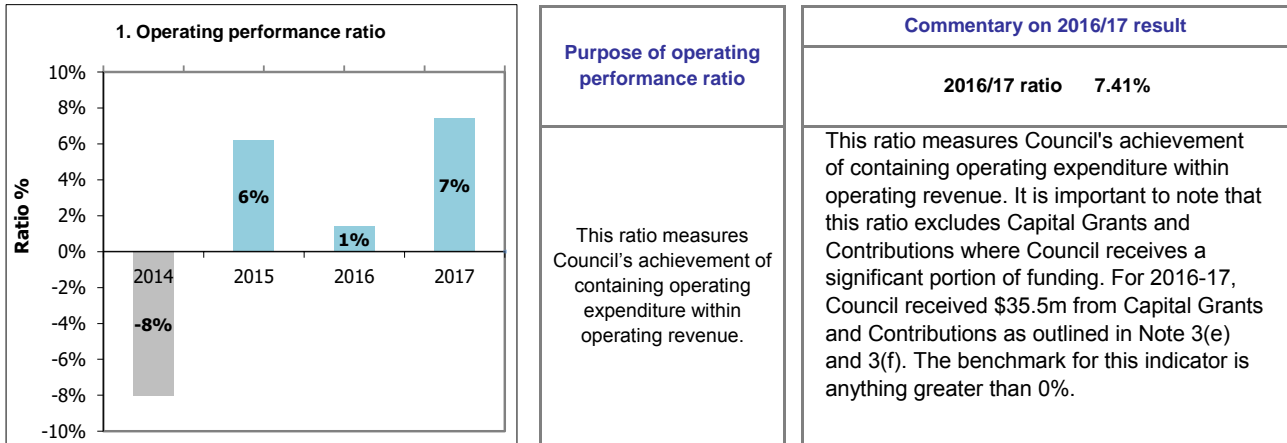 1. Operating performance ratio
10%
8%
6%
4%
2%
0%
-2%
-4%
-6%
-8%
-10%
Ratio %
2014
2015
2016
2017
-8%
6%
1%
7%
Purpose of operating
performance ratio
This ratio measures
Council’s achievement of
containing operating
expenditure within
operating revenue.
Commentary on 2016/17 result
2016/17 ratio 7.41%
This ratio measures Council's achievement
of containing operating expenditure within
operating revenue. It is important to note that
this ratio excludes Capital Grants and
Contributions where Council receives a
significant portion of funding. For 2016-17,
Council received $35.5m from Capital Grants
and Contributions as outlined in Note 3(e)
and 3(f). The benchmark for this indicator is
anything greater than 0%.